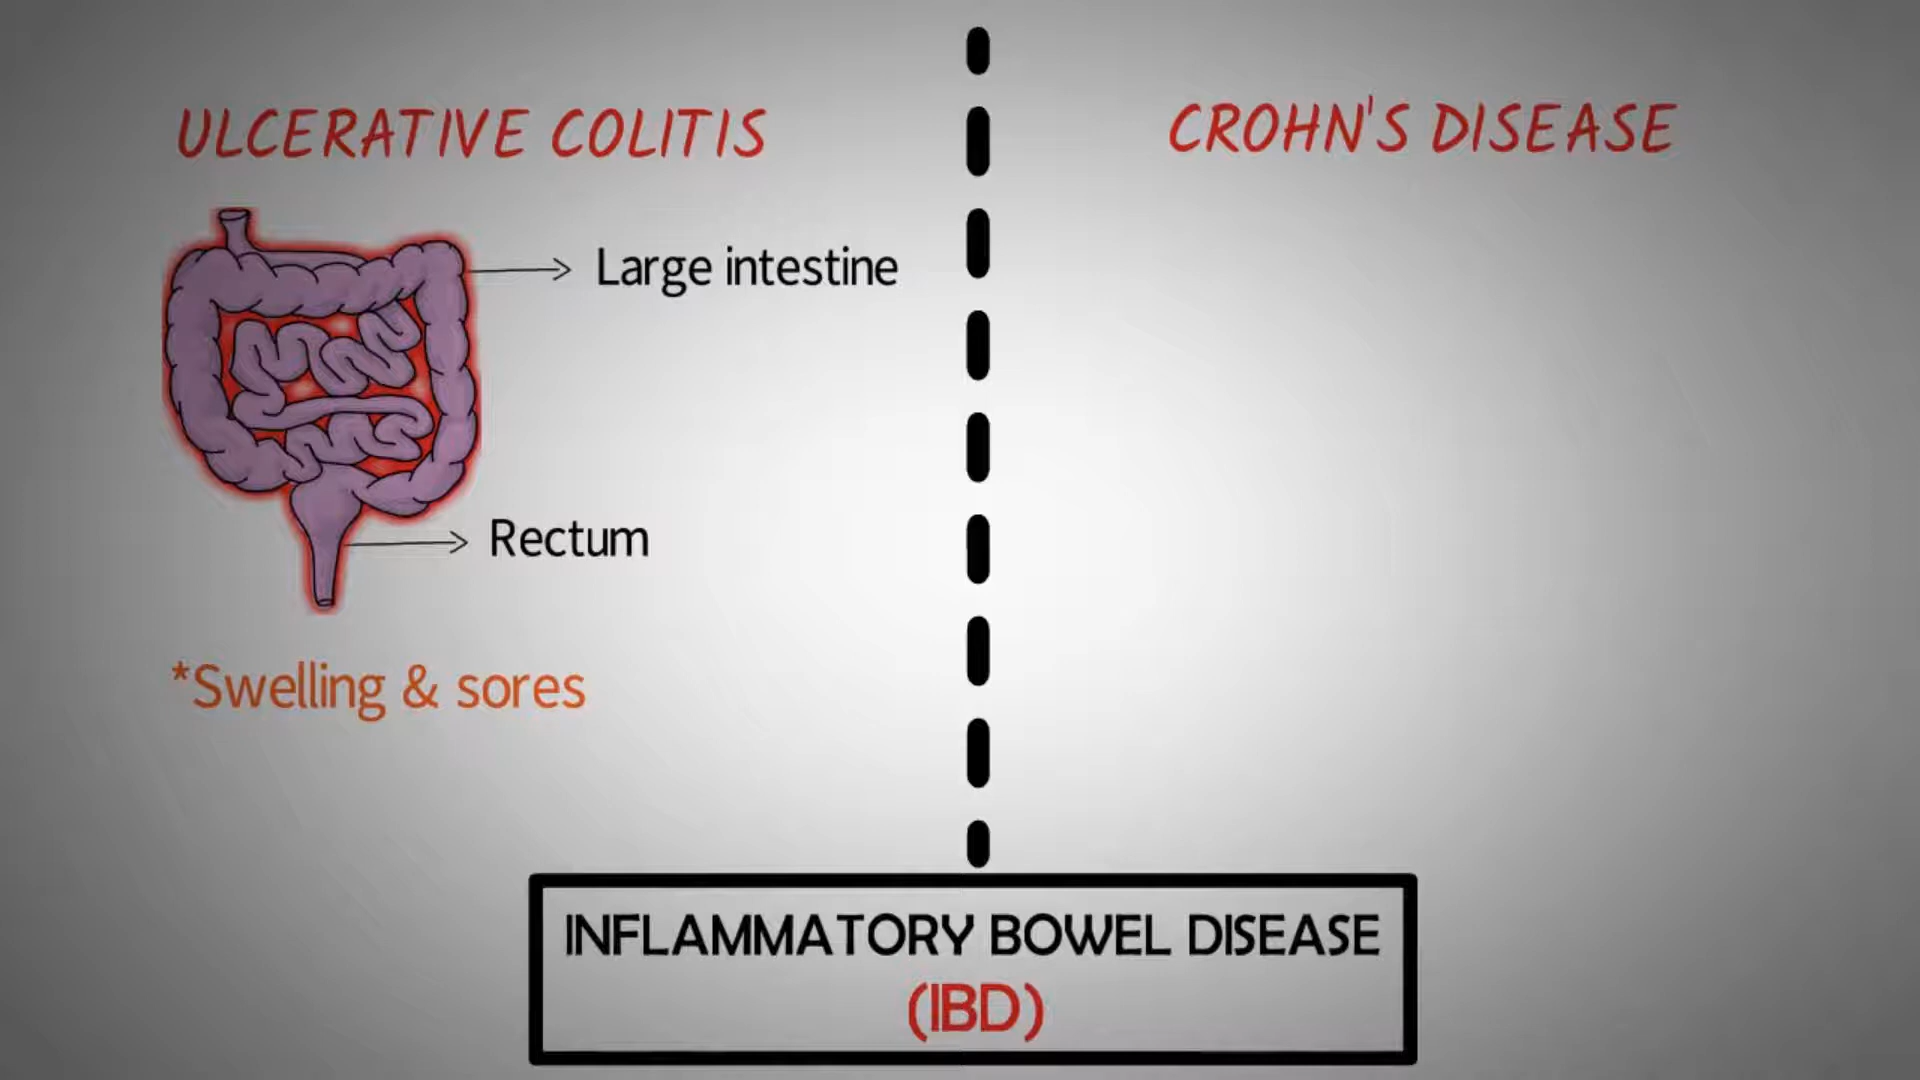 ULCERATIVE COLITIS
Large intestine
Rectum
*Swelling & sores
CROHN'S DISEASE
INFLAMMATORY BOWEL DISEASE
(IBD)